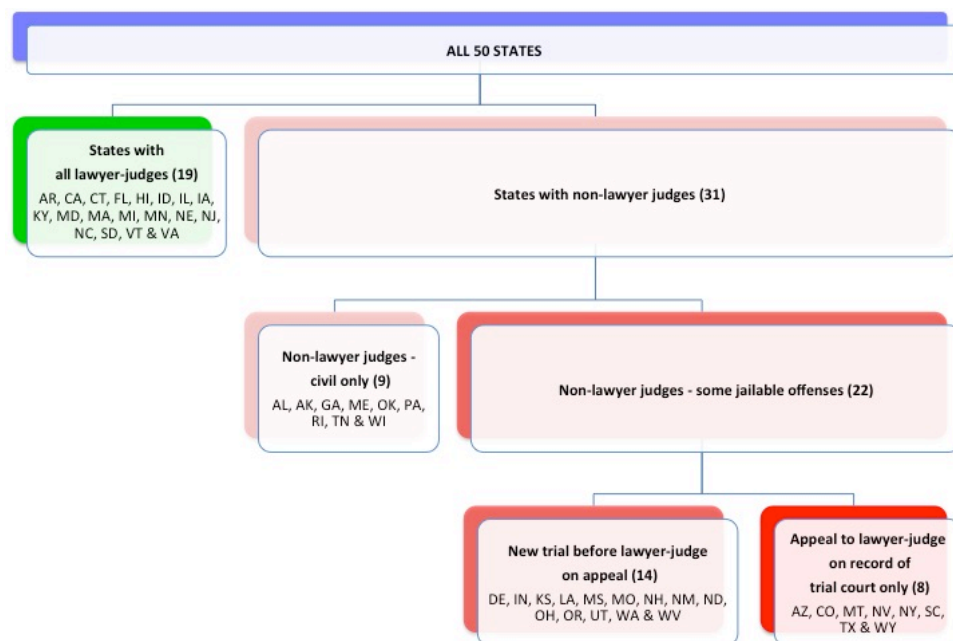 ALL 50 STATES
States with
all lawyer-judges (19)
AR, CA, CT, FL, HI, ID, IL, IA,
KY, MD, MA, MI, MN, NE, NJ,
NC, SD, VT & VA
States with non-lawyer judges (31)
Non-lawyer judges -
civil only (9)
AL, AK, GA, ME, OK, PA,
RI, TN & WI
Non-lawyer judges - some jailable offenses (22)
New trial before lawyer-judge
on appeal (14)
DE, IN, KS, LA, MS, MO, NH, NM, ND,
OH, OR, UT, WA & WV
Appeal to lawyer-judge
on record of
trial court only (8)
AZ, CO, MT, NV, NY, SC,
TX & WY